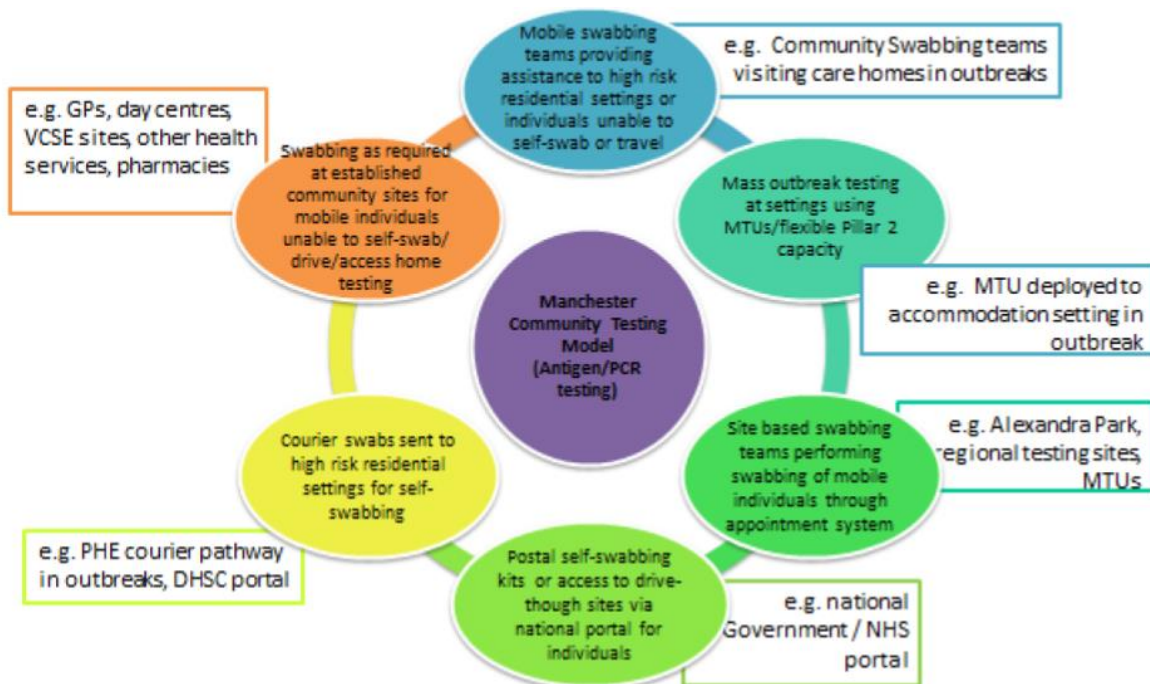 Mobile swabbing
teams providing
assistance to high risk
residential settings or
individuals unable to
self-swab or travel
e.g. Community Swabbing teams
visiting care homes in outbreaks
Mass outbreak testing
at settings using
MTUs/flexible Pillar 2
capacity
e.g. MTU deployed to
accommodation setting in
outbreak
Site based swabbing
teams performing
swabbing of mobile
individuals through
appointment system
e.g. Alexandra Park,
regional testing sites,
MTUs
Postal self-swabbing
kits or access to drive-
though sites via
national portal for
individuals
e.g. national
Government / NHS
portal
Courier swabs sent to
high risk residential
settings for self-
swabbing
e.g. PHE courier pathway
in outbreaks, DHSC portal
Swabbing as required
at established
community sites for
mobile individuals
unable to self-swab/
drive/access home
testing
e.g. GPs, day centres,
VCSE sites, other health
services, pharmacies
Manchester
Community Testing
Model
(Antigen/PCR
testing)